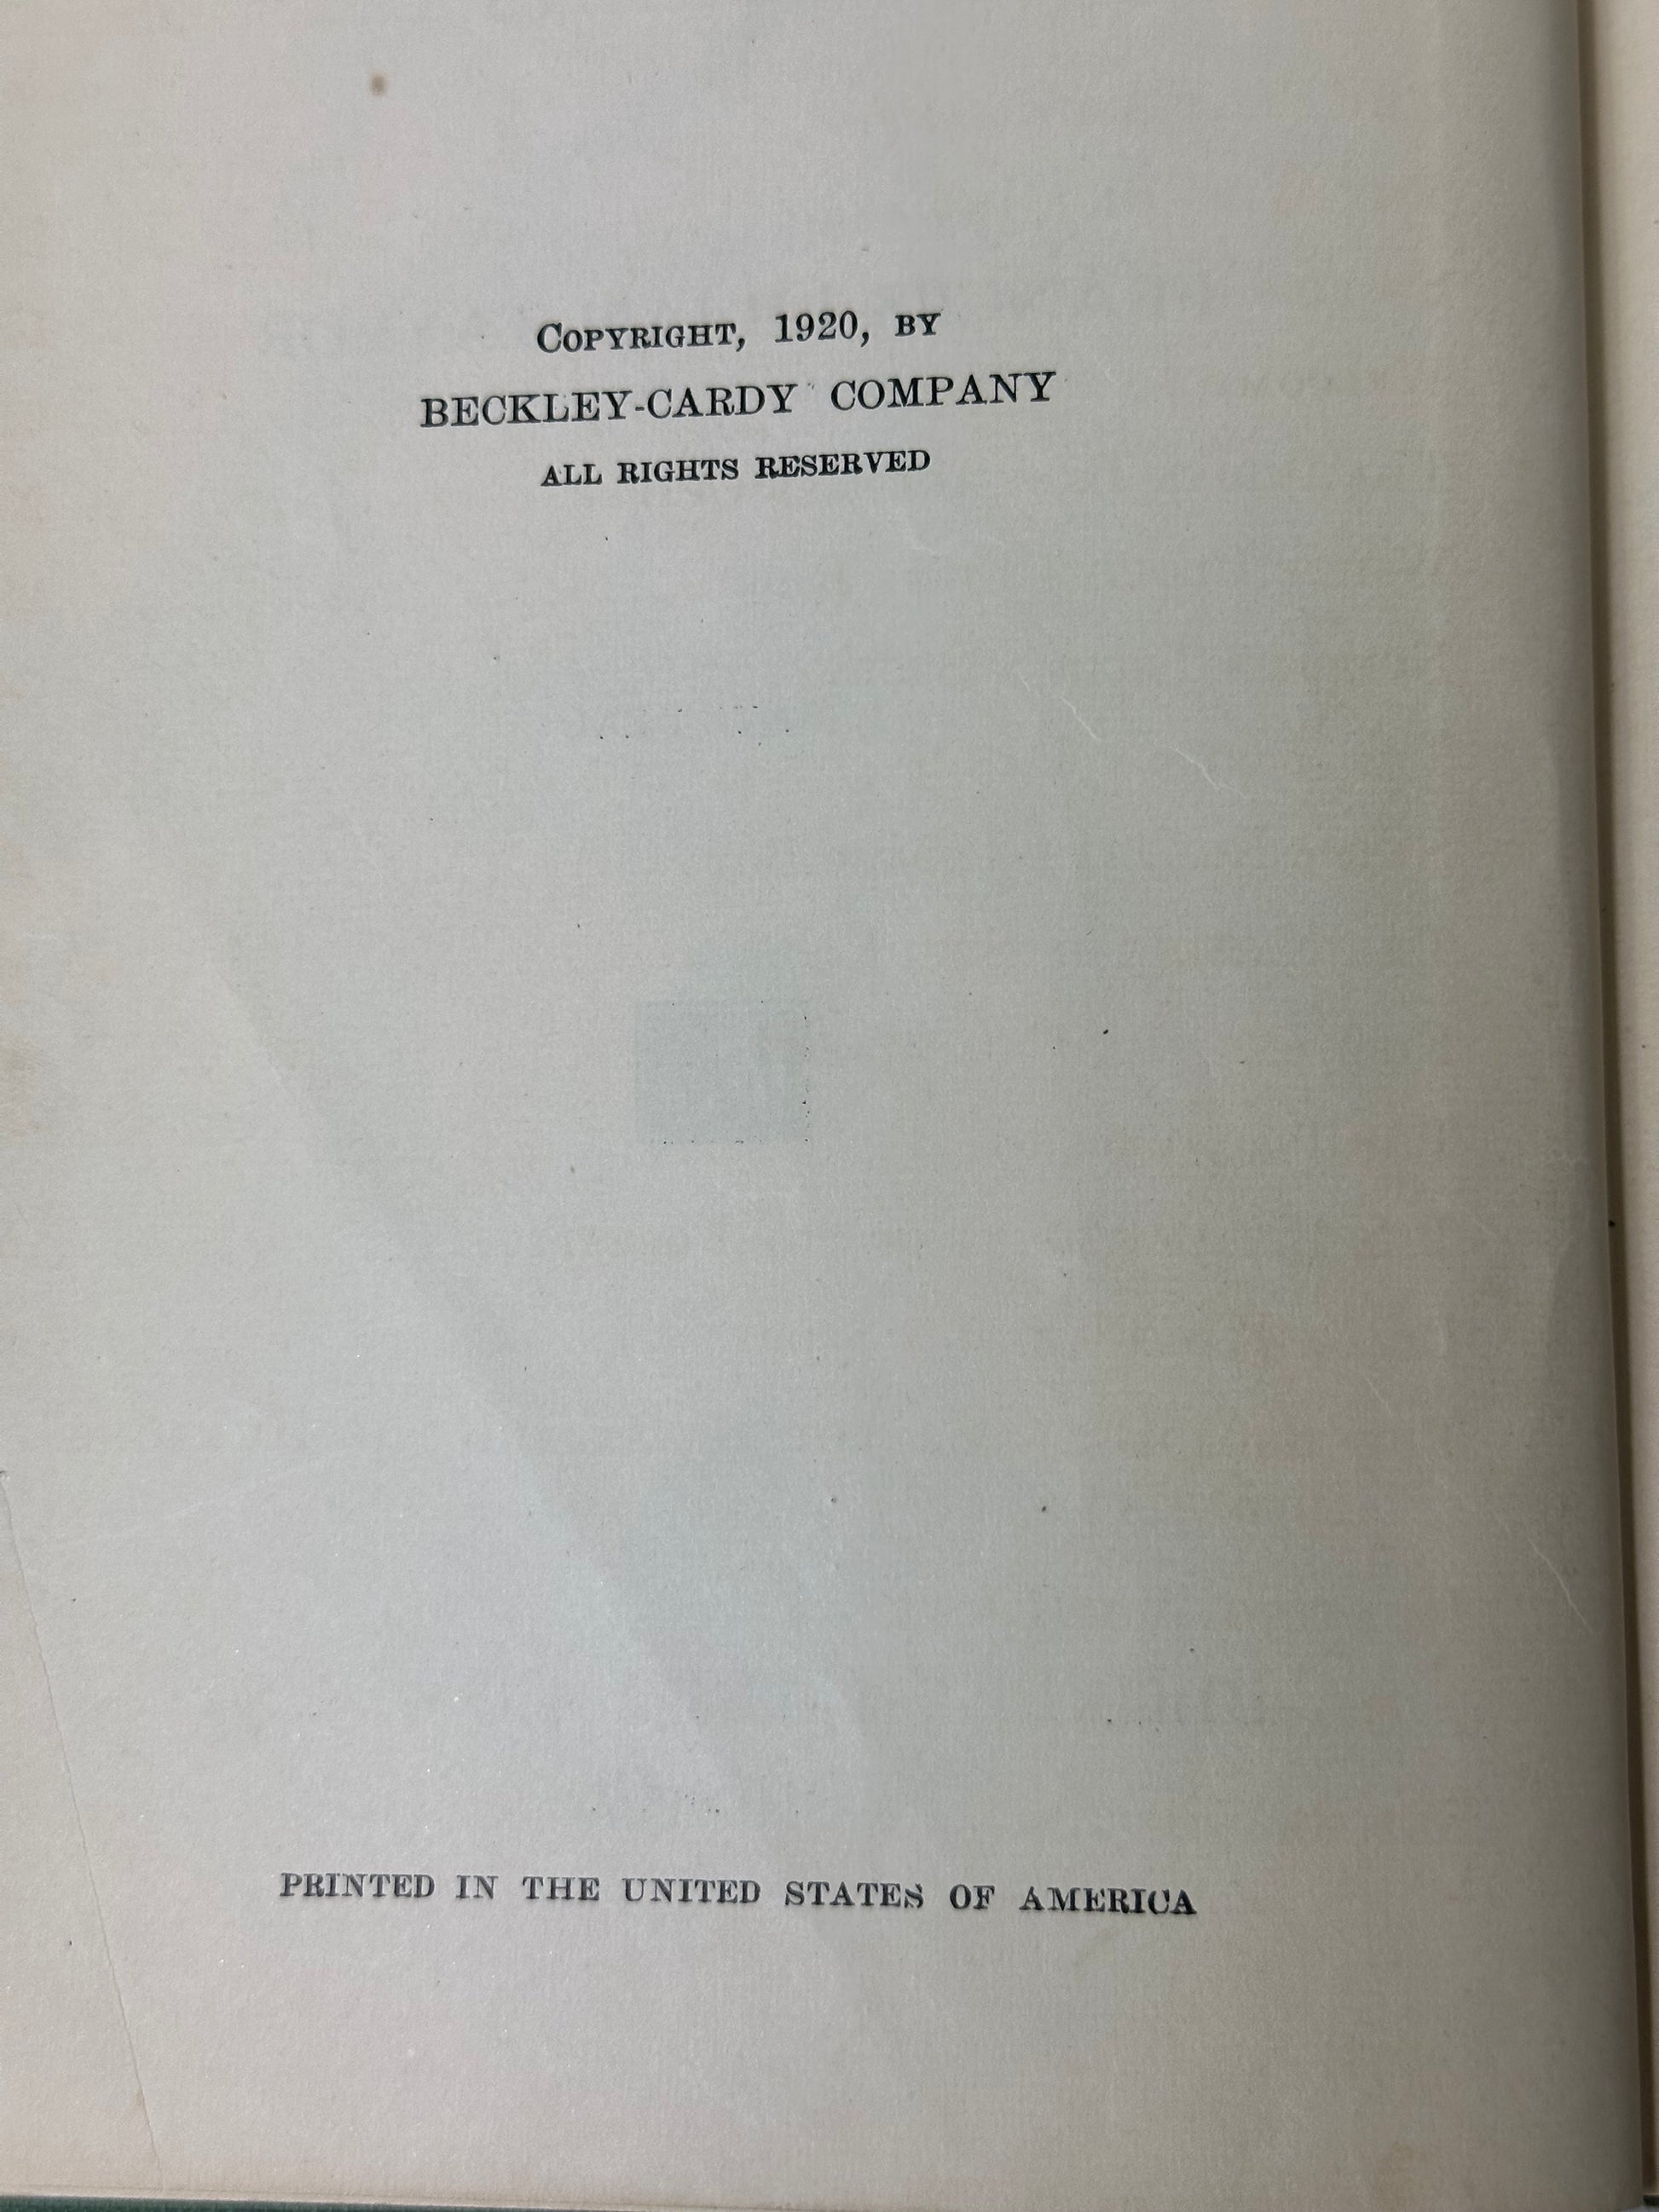 COPYRIGHT, 1920, BY
BECKLEY-CARDY COMPANY
ALL RIGHTS RESERVED
PRINTED IN THE UNITED STATES OF AMERICA